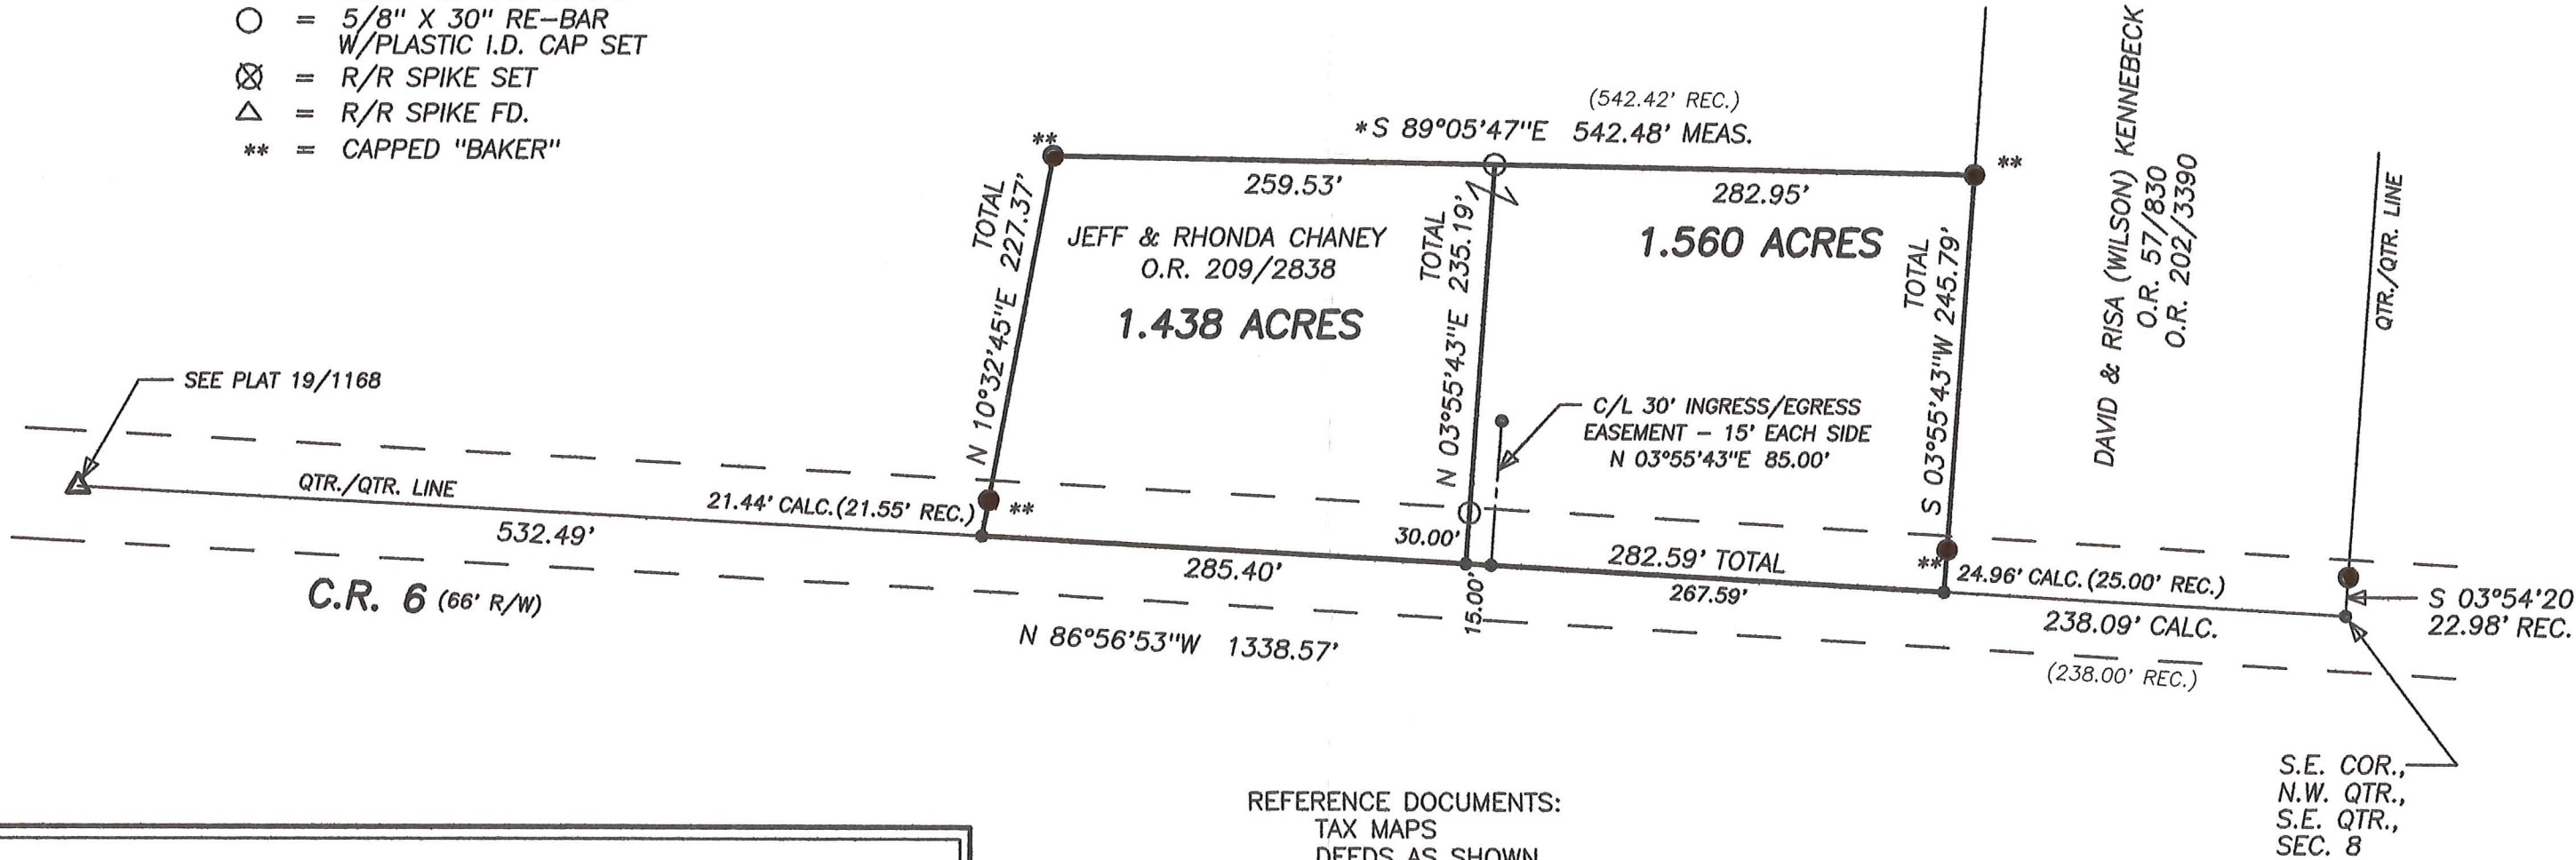 ○ = 5/8" X 30" RE-BAR
W/PLASTIC I.D. CAP SET
= R/R SPIKE SET
△ = R/R SPIKE FD.
** = CAPPED "BAKER"
(542.42' REC.)
*S 89°05'47"E 542.48' MEAS.
**
**
259.53'
282.95'
JEFF & RHONDA CHANEY
O.R. 209/2838
1.438 ACRES
1.560 ACRES
TOTAL
N 10°32'45"E 227.37'
TOTAL
N 03°55'43"E 235.19'
TOTAL
S 03°55'43"W 245.79'
DAVID & RISA (WILSON) KENNEBECK
O.R. 57/830
O.R. 202/3390
QTR./QTR. LINE
SEE PLAT 19/1168
C/L 30' INGRESS/EGRESS
EASEMENT - 15' EACH SIDE
N 03°55'43"E 85.00'
QTR./QTR. LINE
21.44' CALC.(21.55' REC.)
**
532.49'
30.00'
285.40'
282.59' TOTAL
**
24.96' CALC.(25.00' REC.)
15.00'
267.59'
C.R. 6 (66' R/W)
N 86°56'53"W 1338.57'
238.09' CALC.
(238.00' REC.)
S 03°54'20
22.98' REC.
S.E. COR.,
N.W. QTR.,
S.E. QTR.,
SEC. 8
REFERENCE DOCUMENTS:
TAX MAPS
DEEDS AS SHOWN